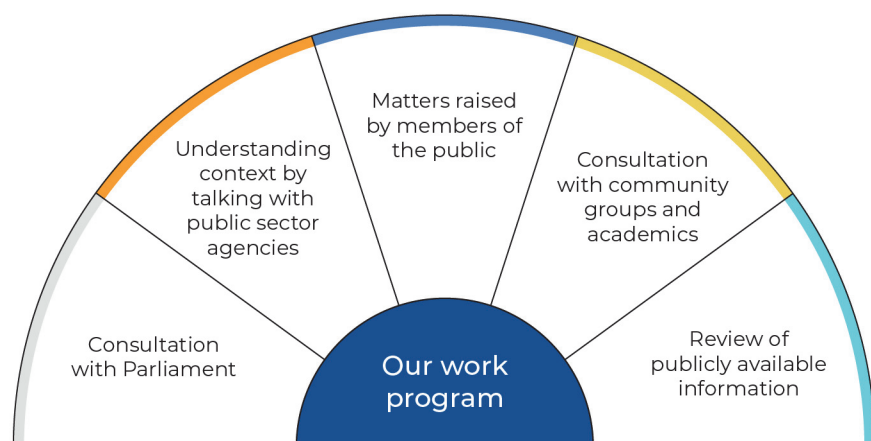 Consultation
with Parliament
Understanding
context by
talking with
public sector
agencies
Matters raised
by members of
the public
Consultation
with community
groups and
academics
Review of
publicly available
information
Our work
program